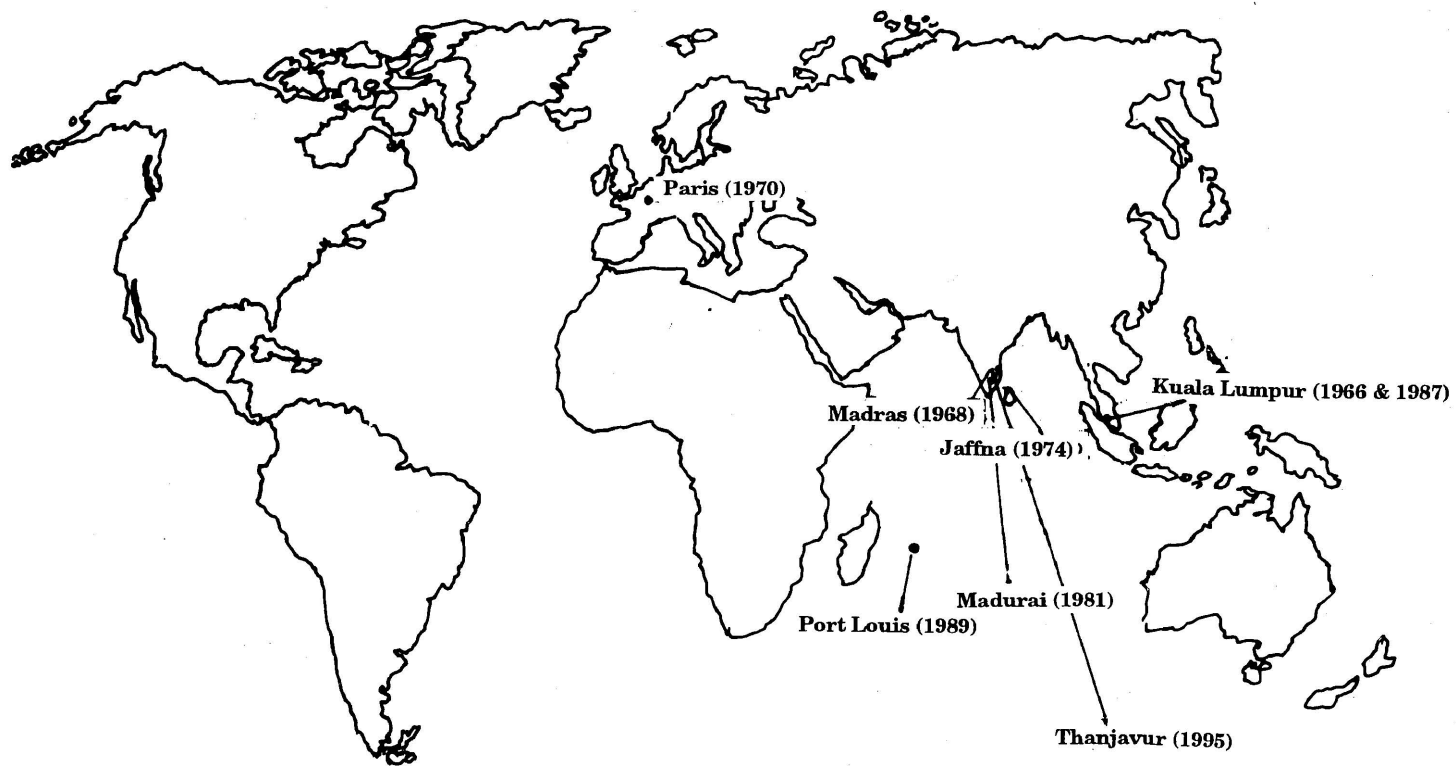 Paris (1970)
Kuala Lumpur (1966 & 1987)
Madras (1968)
Jaffna (1974)
Madurai (1981)
Port Louis (1989)
Thanjavur (1995)